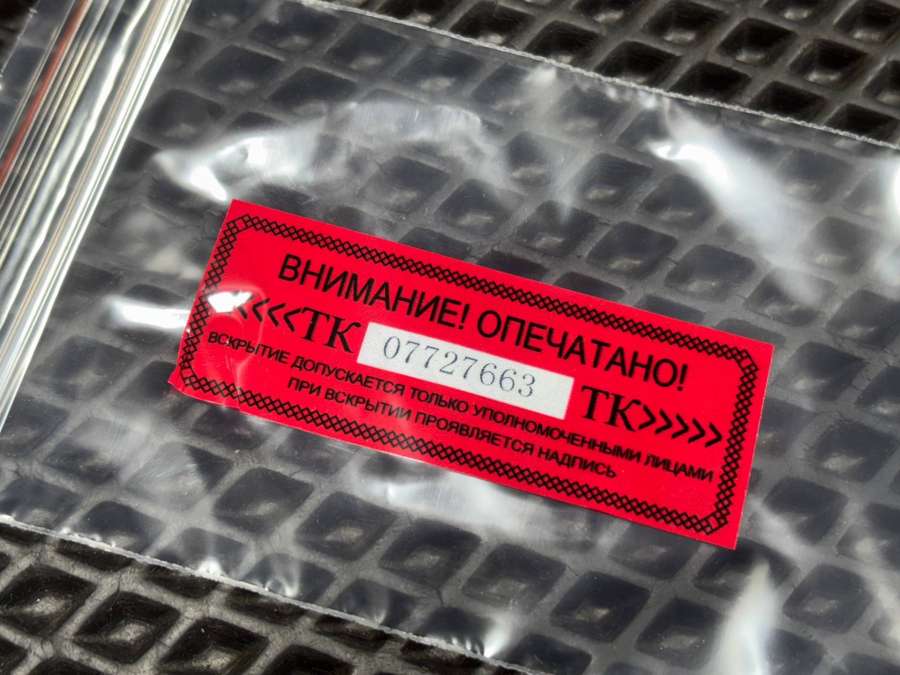 ВНИМАНИЕ! ОПЕЧАТАНО!
<<<<ТК 07727663 ТК>>>>>
ВСКРЫТИЕ ДОПУСКАЕТСЯ ТОЛЬКО УПОЛНОМОЧЕННЫМИ ЛИЦАМИ
ПРИ ВСКРЫТИИ ПРОЯВЛЯЕТСЯ НАДПИСЬ